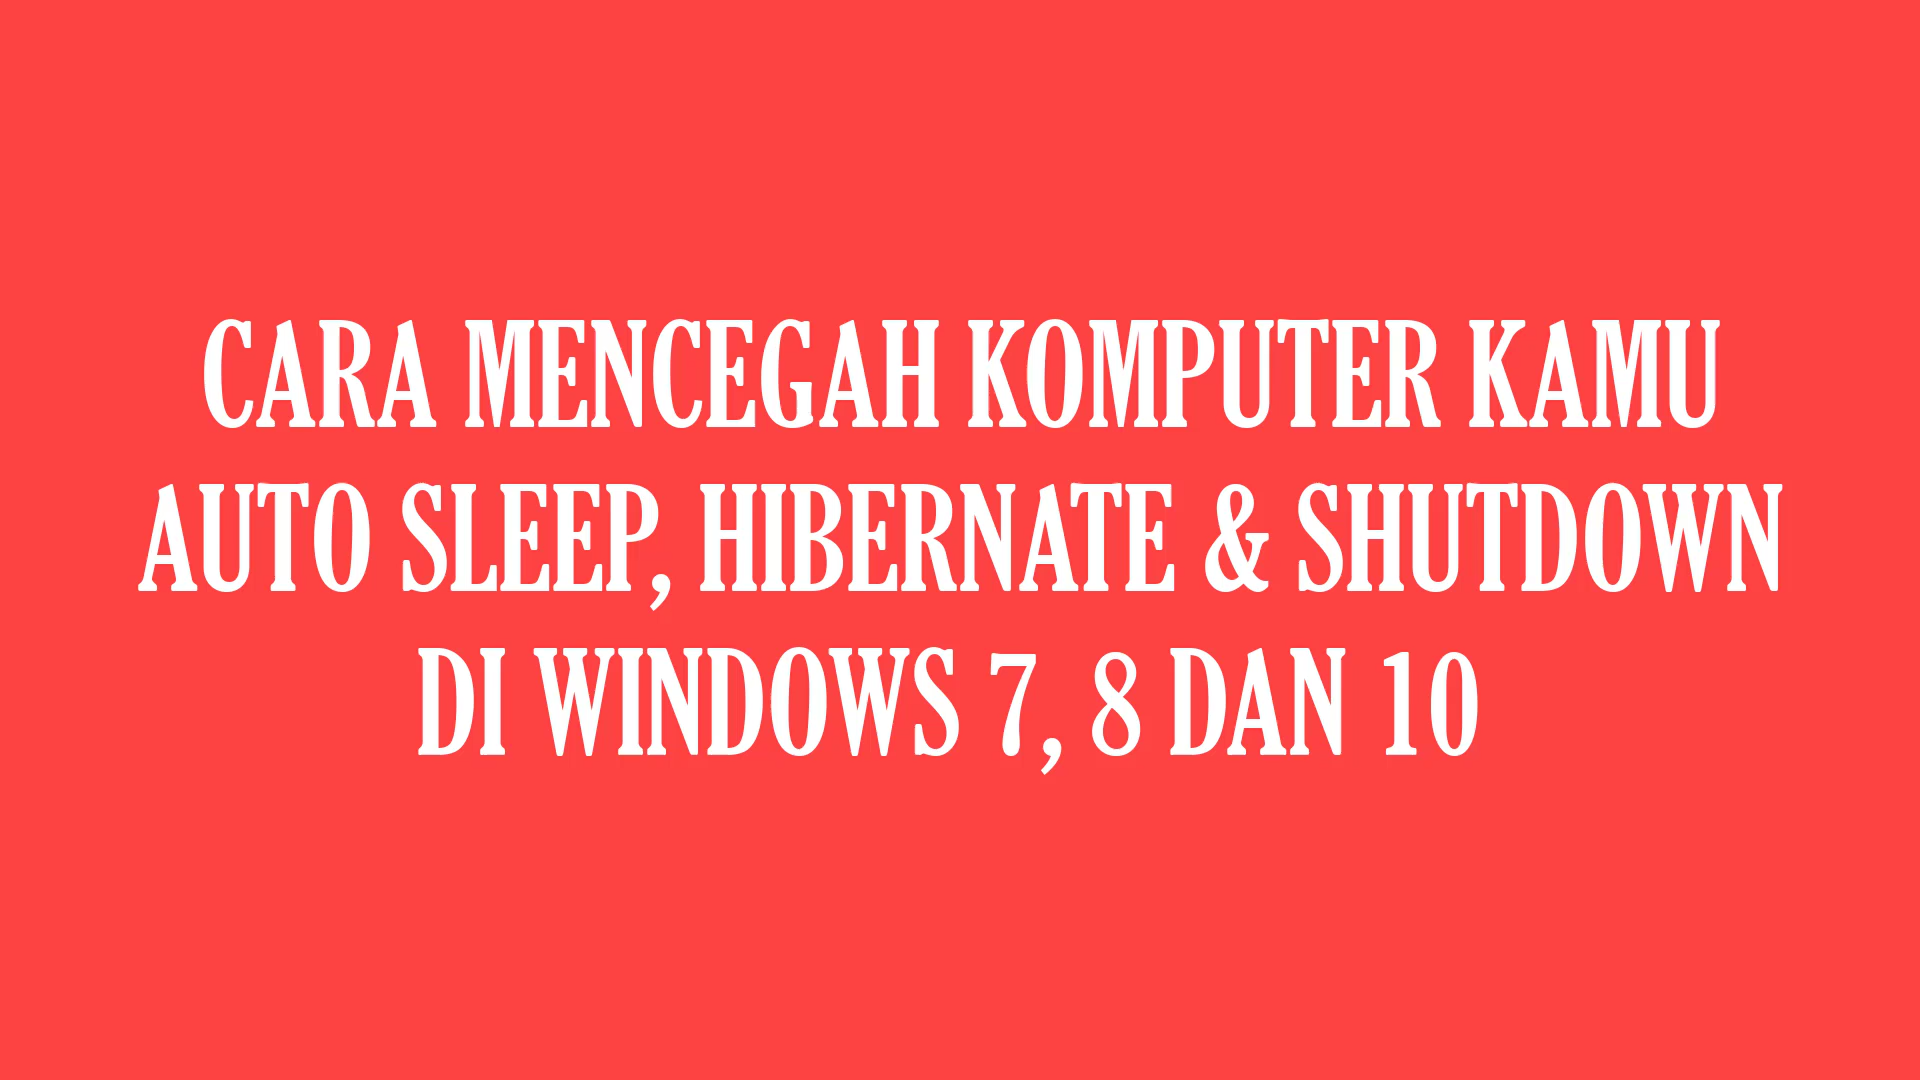 CARA MENCEGAH KOMPUTER KAMU
AUTO SLEEP, HIBERNATE & SHUTDOWN
DI WINDOWS 7, 8 DAN 10